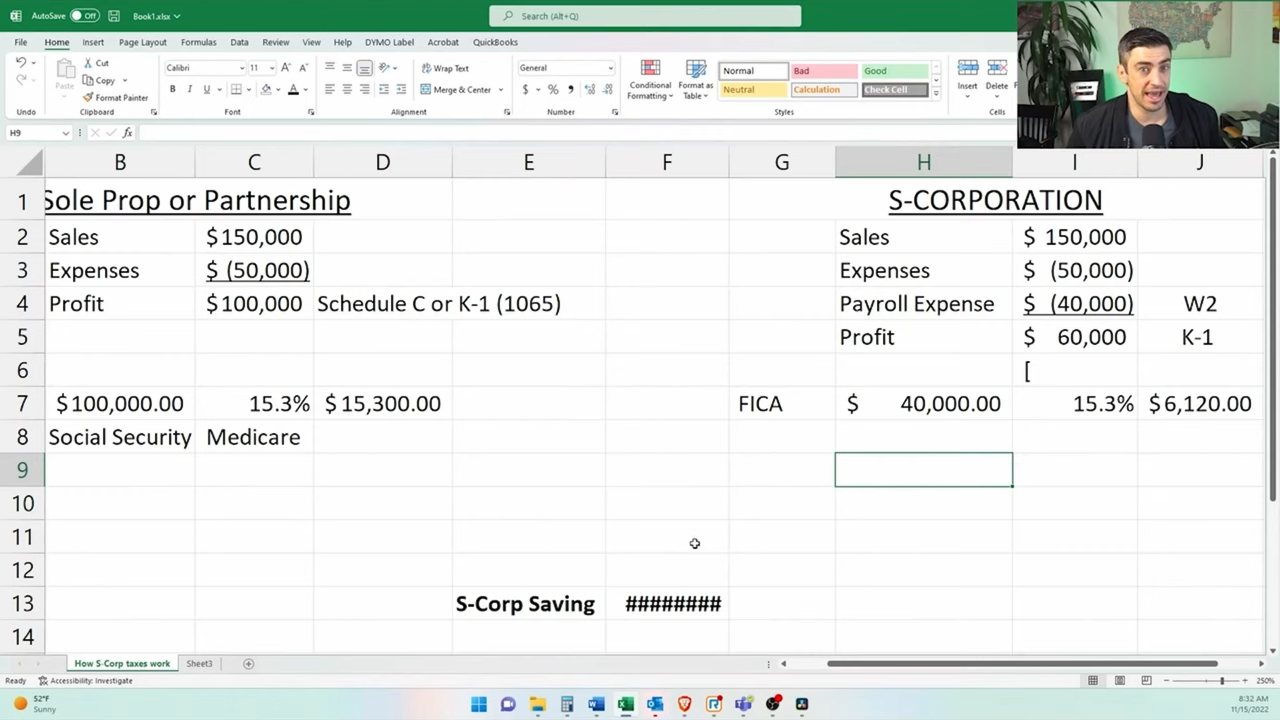 AutoSave Off Book1.xlsx Search (Alt+Q)
File Home Insert Page Layout Formulas Data Review View Help DYMO Label Acrobat QuickBooks
Cut
Copy
Format Painter
Paste
Calibri 11
B I U
Wrap Text
Merge & Center
General
$ % 9
Conditional Formatting
Format as Table
Normal Bad Good
Neutral Calculation Check Cell
Insert Delete
Undo Clipboard Font Alignment Number Styles Cells
H9 fx
B C D E F G H I J
1 Sole Prop or Partnership S-CORPORATION
2 Sales $150,000 Sales $ 150,000
3 Expenses $ (50,000) Expenses $ (50,000)
4 Profit $100,000 Schedule C or K-1 (1065) Payroll Expense $ (40,000) W2
5 Profit $ 60,000 K-1
6 [
7 $100,000.00 15.3% $15,300.00 FICA $ 40,000.00 15.3% $6,120.00
8 Social Security Medicare
9
10
11
12
13 S-Corp Saving ########
14
How S-Corp taxes work Sheet3
Ready Accessibility: Investigate 250%
52°F
Sunny
8:32 AM
11/15/2022